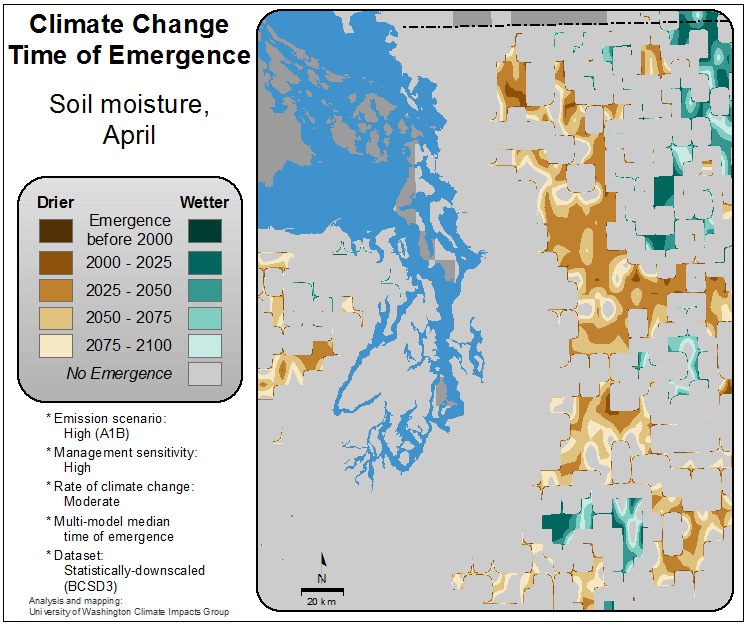 Climate Change
Time of Emergence
Soil moisture,
April
Drier Wetter
Emergence
before 2000
2000 - 2025
2025 - 2050
2050 - 2075
2075 - 2100
No Emergence
* Emission scenario:
High (A1B)
* Management sensitivity:
High
* Rate of climate change:
Moderate
* Multi-model median
time of emergence
* Dataset:
Statistically-downscaled
(BCSD3)
Analysis and mapping:
University of Washington Climate Impacts Group
N
20 km